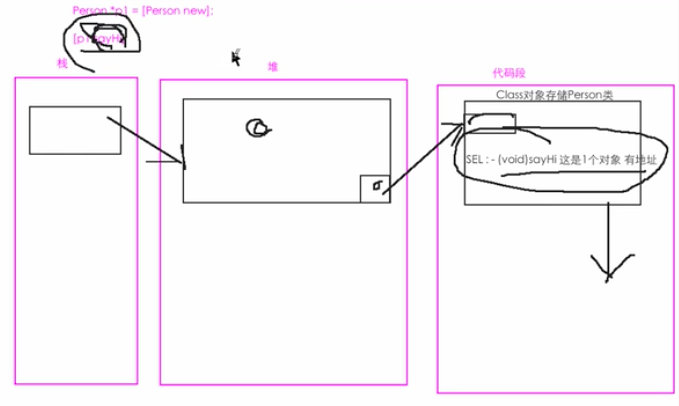 Person *p1 = [Person new];
[p1 sayHi
栈
堆
代码段
Class对象存储Person类
SEL : - (void)sayHi 这是1个对象 有地址